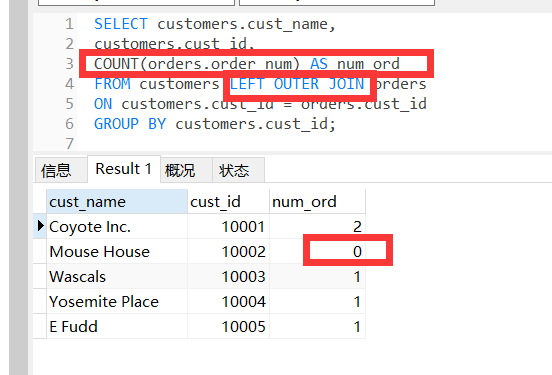 1 SELECT customers.cust_name,
2 customers.cust_id,
3 COUNT(orders.order_num) AS num_ord
4 FROM customers LEFT OUTER JOIN orders
5 ON customers.cust_id = orders.cust_id
6 GROUP BY customers.cust_id;
7
信息 Result 1 概况 状态
cust_name cust_id num_ord
Coyote Inc. 10001 2
Mouse House 10002 0
Wascals 10003 1
Yosemite Place 10004 1
E Fudd 10005 1